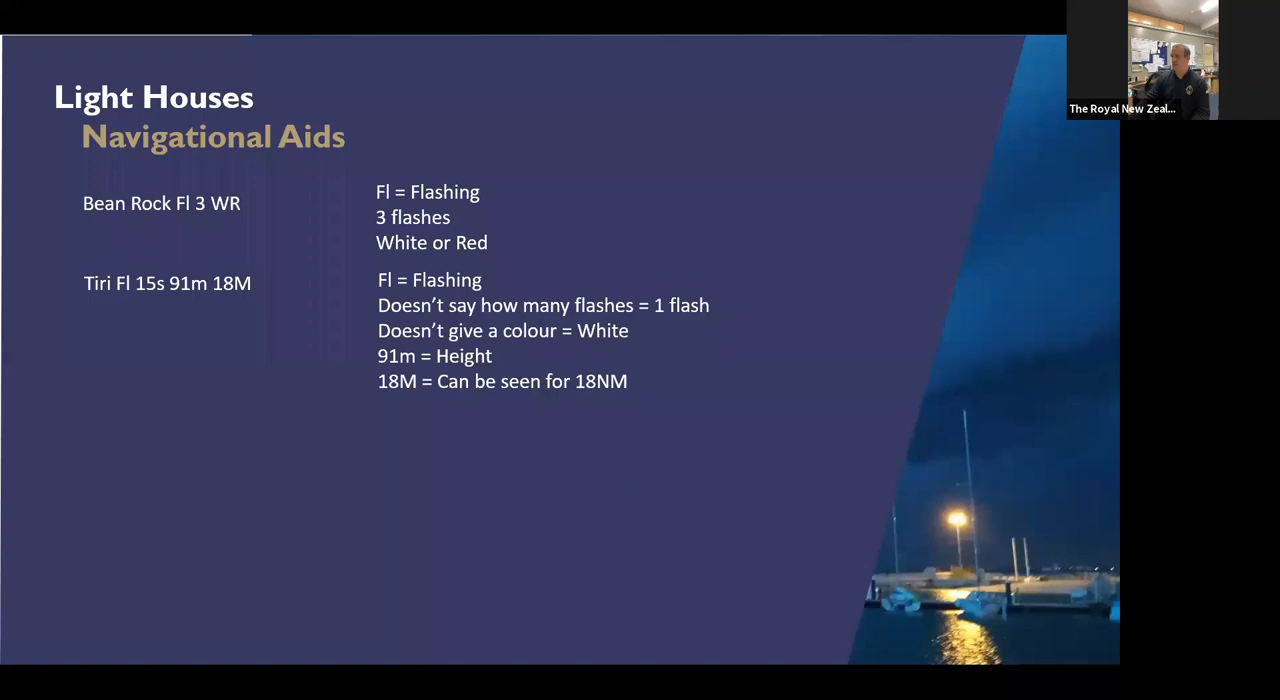 Light Houses
Navigational Aids
Bean Rock Fl 3 WR
Fl = Flashing
3 flashes
White or Red
Tiri Fl 15s 91m 18M
Fl = Flashing
Doesn’t say how many flashes = 1 flash
Doesn’t give a colour = White
91m = Height
18M = Can be seen for 18NM
The Royal New Zeal...